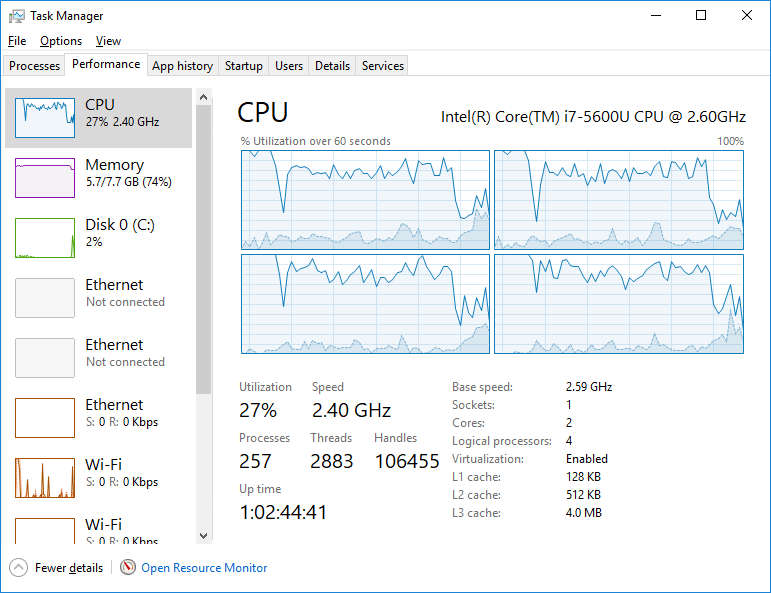 Task Manager
File Options View
Processes Performance App history Startup Users Details Services
CPU
27% 2.40 GHz
Memory
5.7/7.7 GB (74%)
Disk 0 (C:)
2%
Ethernet
Not connected
Ethernet
Not connected
Ethernet
S: 0 R: 0 Kbps
Wi-Fi
S: 0 R: 0 Kbps
Wi-Fi
S: 0 R: 0 Kbps
CPU
Intel(R) Core(TM) i7-5600U CPU @ 2.60GHz
% Utilization over 60 seconds 100%
Utilization Speed
27% 2.40 GHz
Processes Threads Handles
257 2883 106455
Up time
1:02:44:41
Base speed: 2.59 GHz
Sockets: 1
Cores: 2
Logical processors: 4
Virtualization: Enabled
L1 cache: 128 KB
L2 cache: 512 KB
L3 cache: 4.0 MB
Fewer details Open Resource Monitor